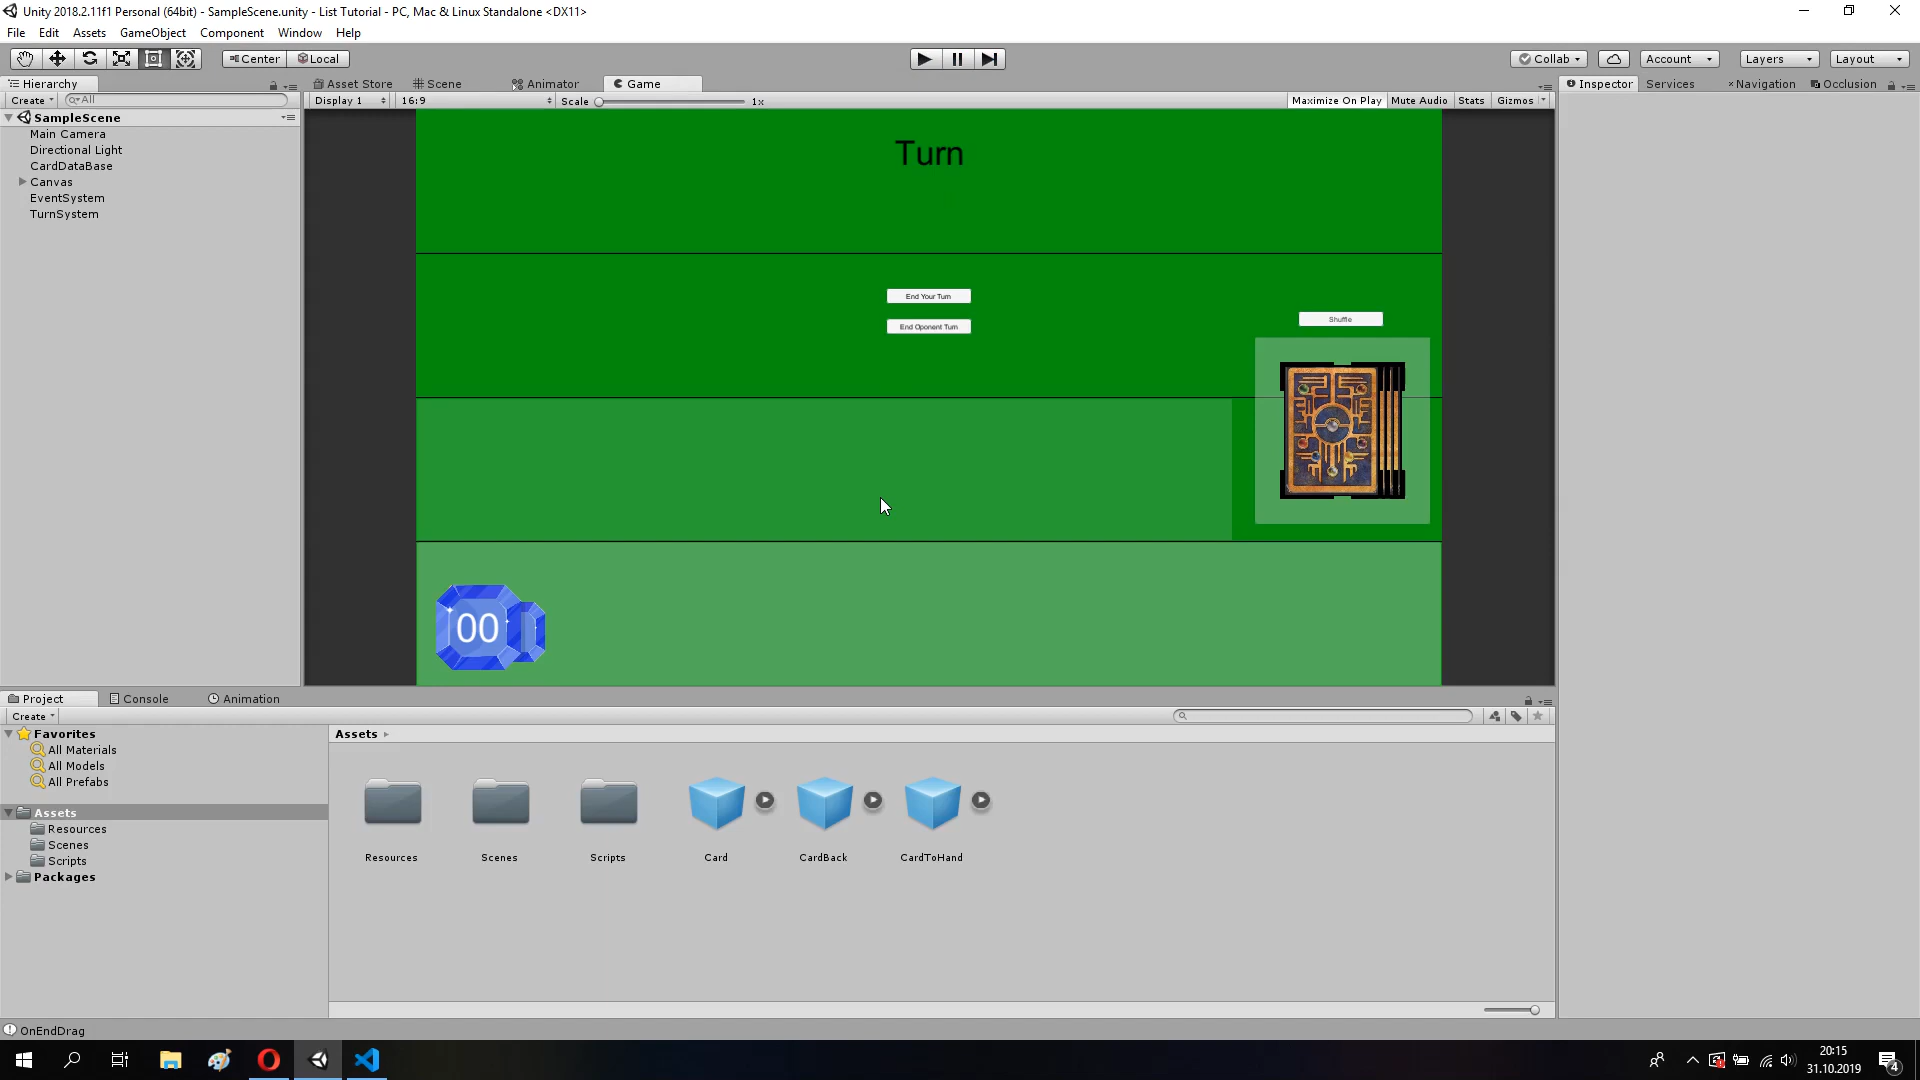 Unity 2018.2.11f1 Personal (64bit) - SampleScene.unity - List Tutorial - PC, Mac & Linux Standalone <DX11>
File Edit Assets GameObject Component Window Help
Center Local Collab Account Layers Layout
Hierarchy Asset Store Scene Animator Game Inspector Services Navigation Occlusion
Create All Display 1 16:9 Scale 1x Maximize On Play Mute Audio Stats Gizmos
SampleScene
Main Camera
Directional Light
CardDataBase
Canvas
EventSystem
TurnSystem
Turn
End Your Turn
End Oponent Turn
Shuffle
00
Project Console Animation
Create
Favorites
All Materials
All Models
All Prefabs
Assets
Resources
Scenes
Scripts
Packages
Assets
Resources Scenes Scripts Card CardBack CardToHand
OnEndDrag
20:15
31.10.2019
4